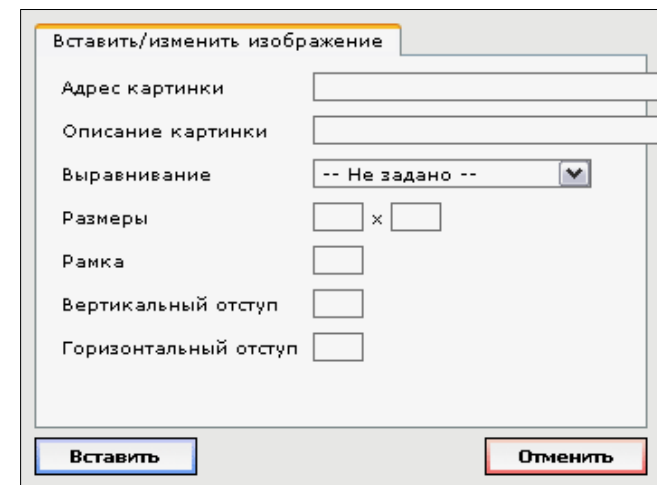 Вставить/изменить изображение
Адрес картинки
Описание картинки
Выравнивание -- Не задано --
Размеры x
Рамка
Вертикальный отступ
Горизонтальный отступ
Вставить Отменить